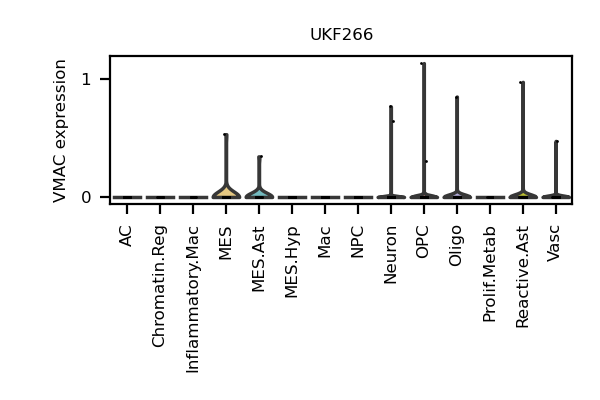 UKF266
VMAC expression
1
0
AC
Chromatin.Reg
Inflammatory.Mac
MES
MES.Ast
MES.Hyp
Mac
NPC
Neuron
OPC
Oligo
Prolif.Metab
Reactive.Ast
Vasc